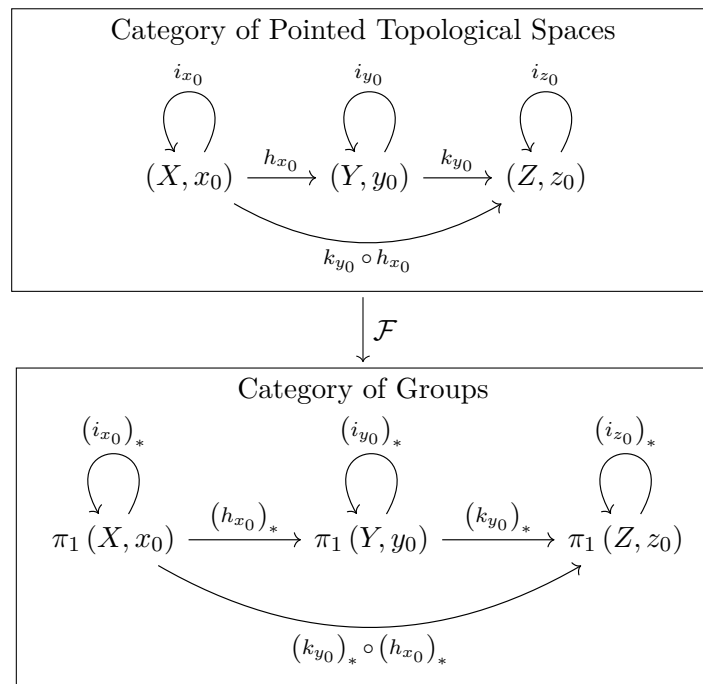 Category of Pointed Topological Spaces
i_{x_0} i_{y_0} i_{z_0}
(X, x_0) h_{x_0} (Y, y_0) k_{y_0} (Z, z_0)
k_{y_0} ∘ h_{x_0}
ℱ
Category of Groups
(i_{x_0})_* (i_{y_0})_* (i_{z_0})_*
π_1 (X, x_0) (h_{x_0})_* π_1 (Y, y_0) (k_{y_0})_* π_1 (Z, z_0)
(k_{y_0})_* ∘ (h_{x_0})_*